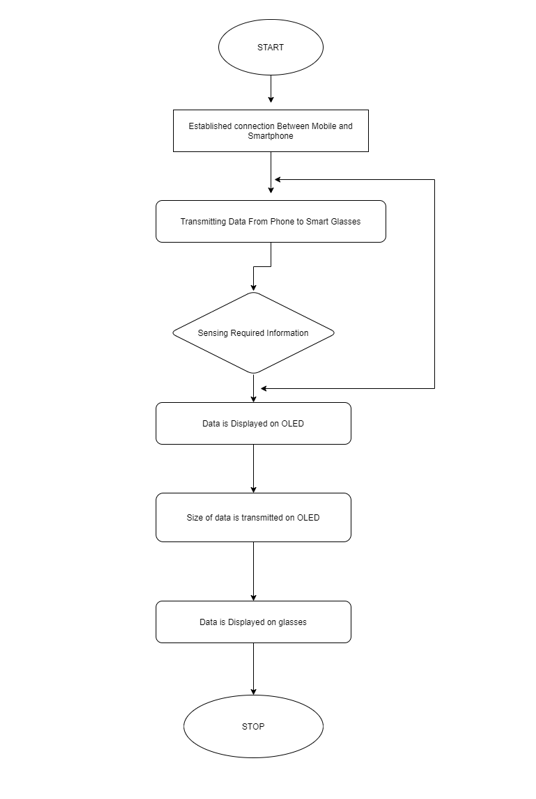 START
Established connection Between Mobile and
Smartphone
Transmitting Data From Phone to Smart Glasses
Sensing Required Information
Data is Displayed on OLED
Size of data is transmitted on OLED
Data is Displayed on glasses
STOP